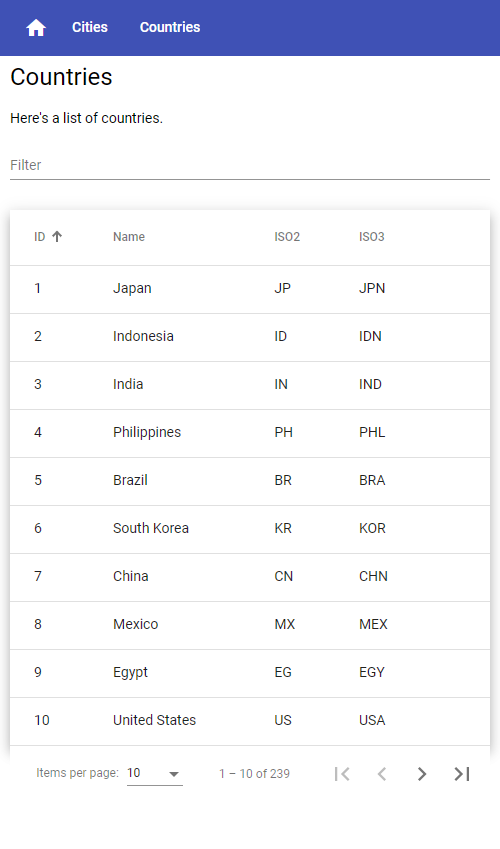 Cities Countries
Countries
Here's a list of countries.
Filter
ID Name ISO2 ISO3
1 Japan JP JPN
2 Indonesia ID IDN
3 India IN IND
4 Philippines PH PHL
5 Brazil BR BRA
6 South Korea KR KOR
7 China CN CHN
8 Mexico MX MEX
9 Egypt EG EGY
10 United States US USA
Items per page: 10 1 – 10 of 239